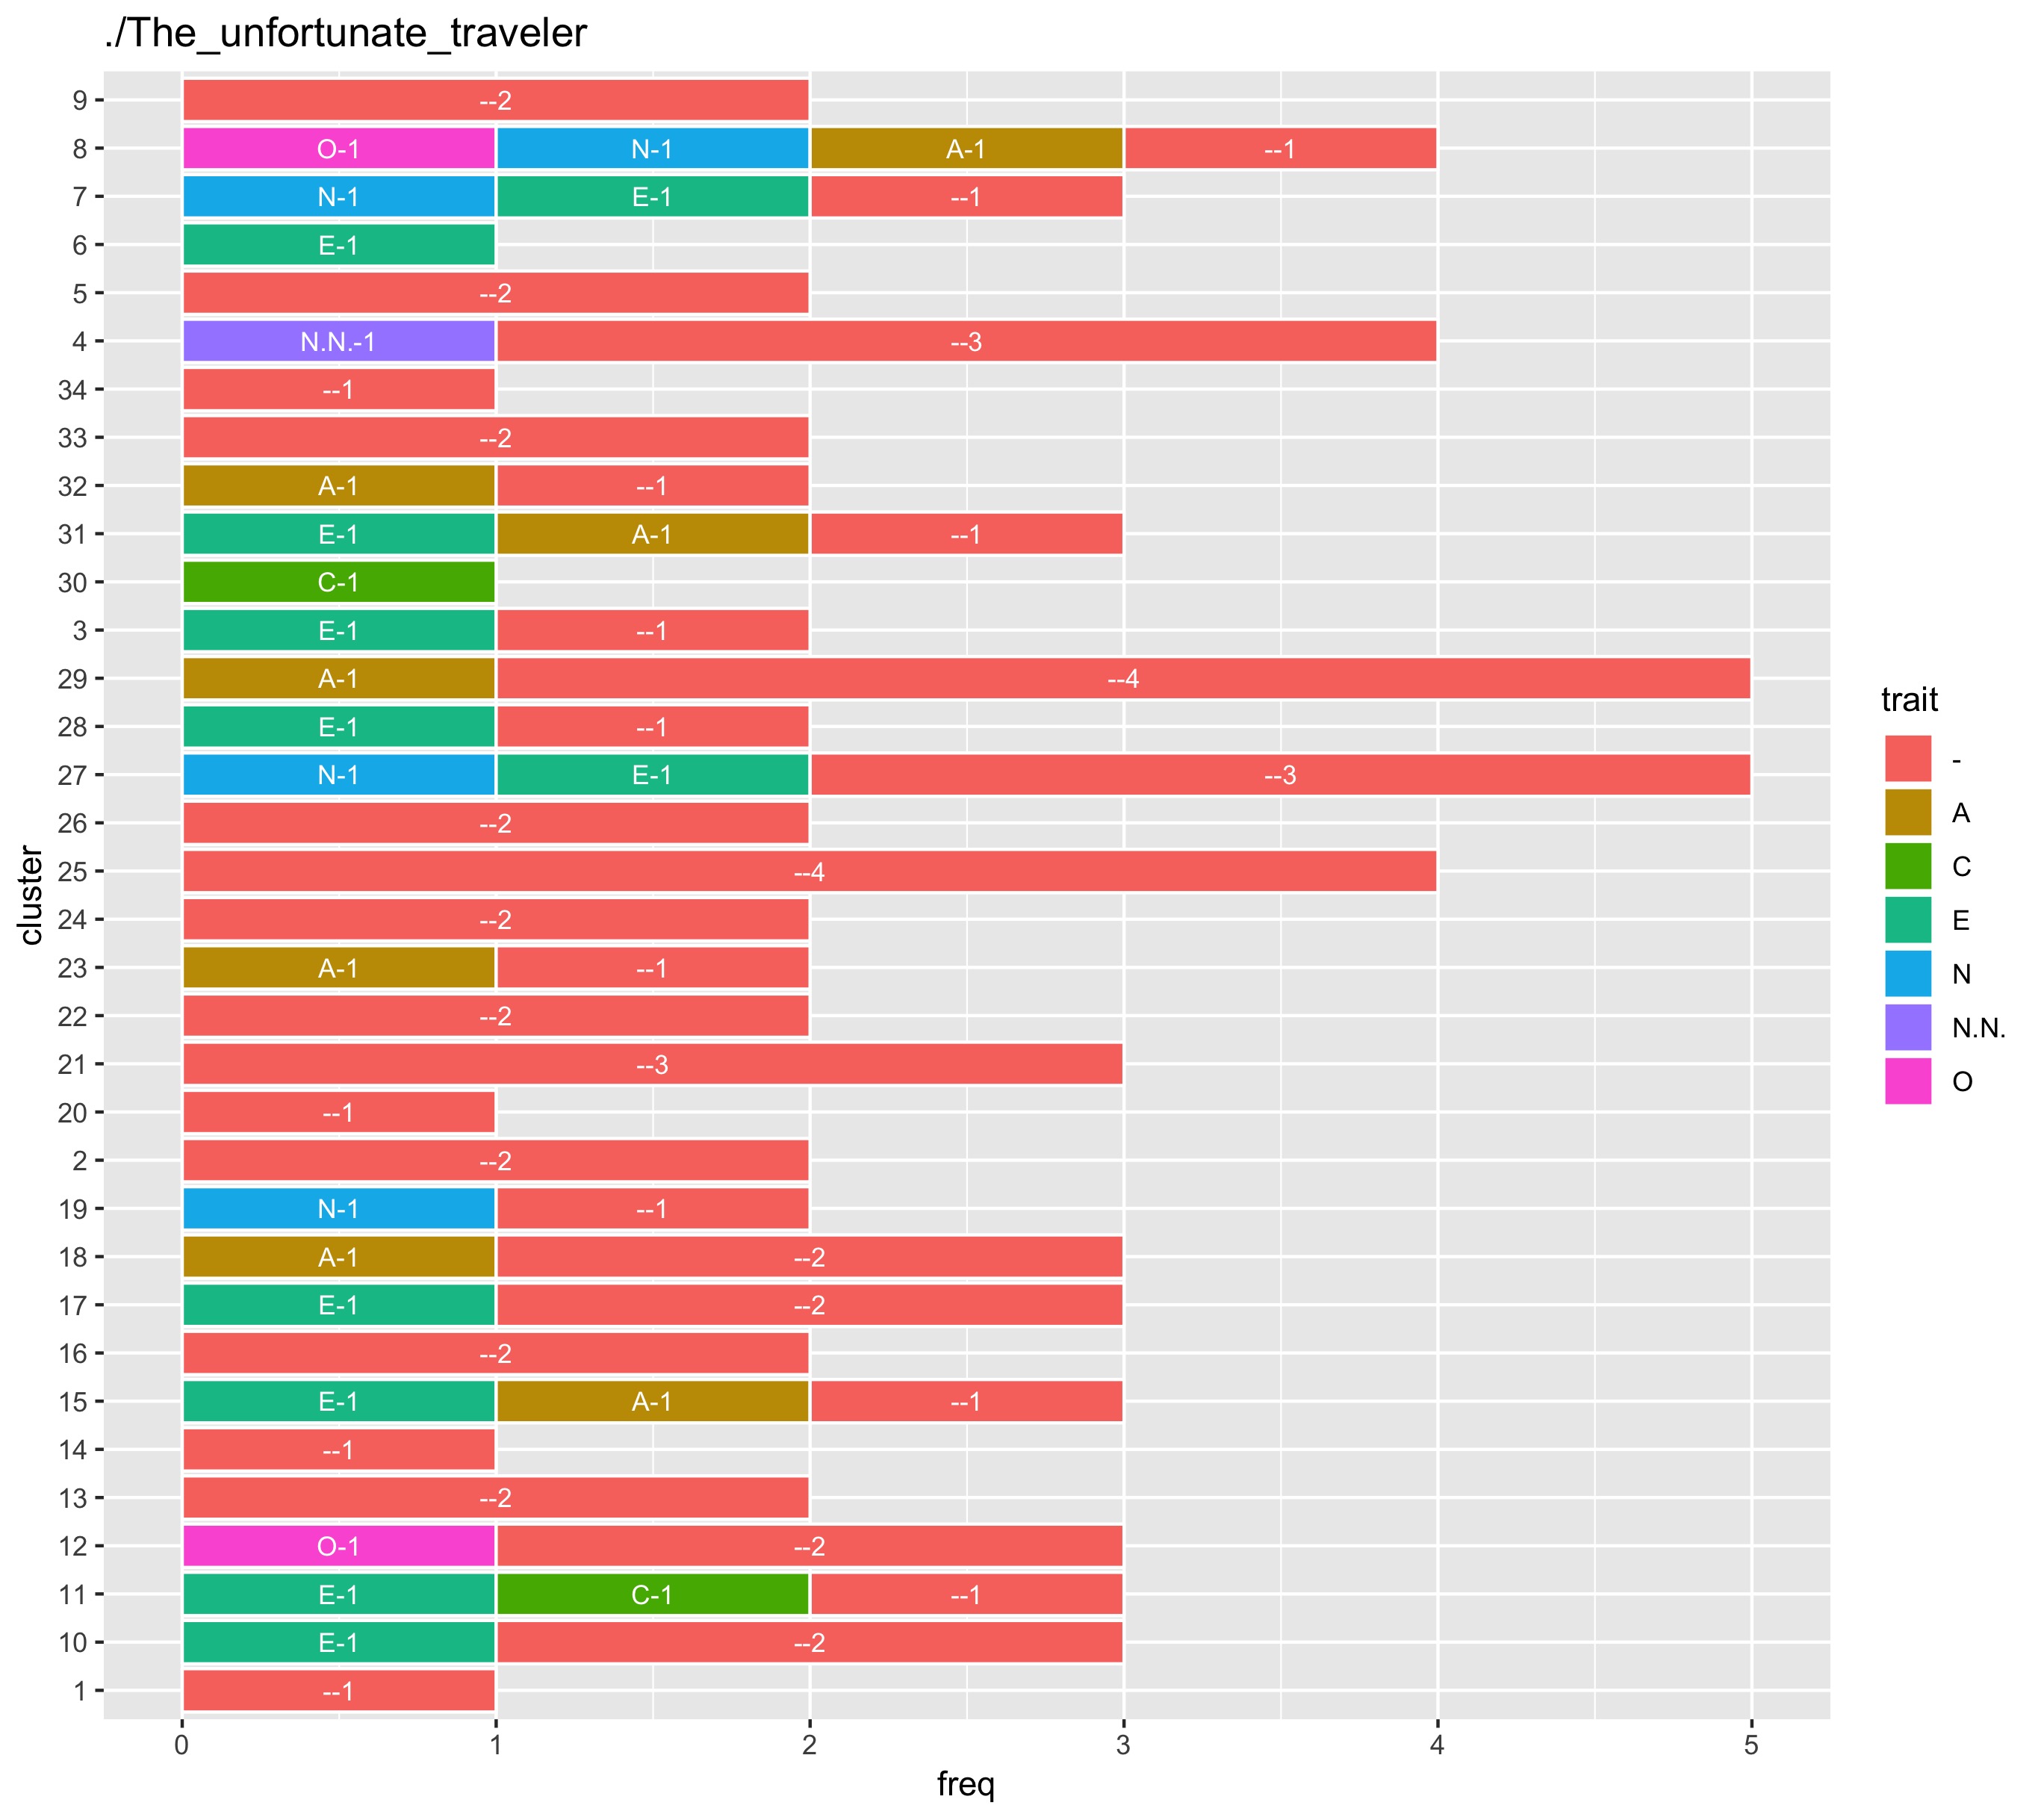 ./The_unfortunate_traveler
9 --2
8 O-1 N-1 A-1 --1
7 N-1 E-1 --1
6 E-1
5 --2
4 N.N.-1 --3
34 --1
33 --2
32 A-1 --1
31 E-1 A-1 --1
30 C-1
3 E-1 --1
29 A-1 --4
28 E-1 --1
27 N-1 E-1 --3
26 --2
25 --4
24 --2
23 A-1 --1
22 --2
21 --3
20 --1
2 --2
19 N-1 --1
18 A-1 --2
17 E-1 --2
16 --2
15 E-1 A-1 --1
14 --1
13 --2
12 O-1 --2
11 E-1 C-1 --1
10 E-1 --2
1 --1
0 1 2 3 4 5
freq
cluster
trait
-
A
C
E
N
N.N.
O